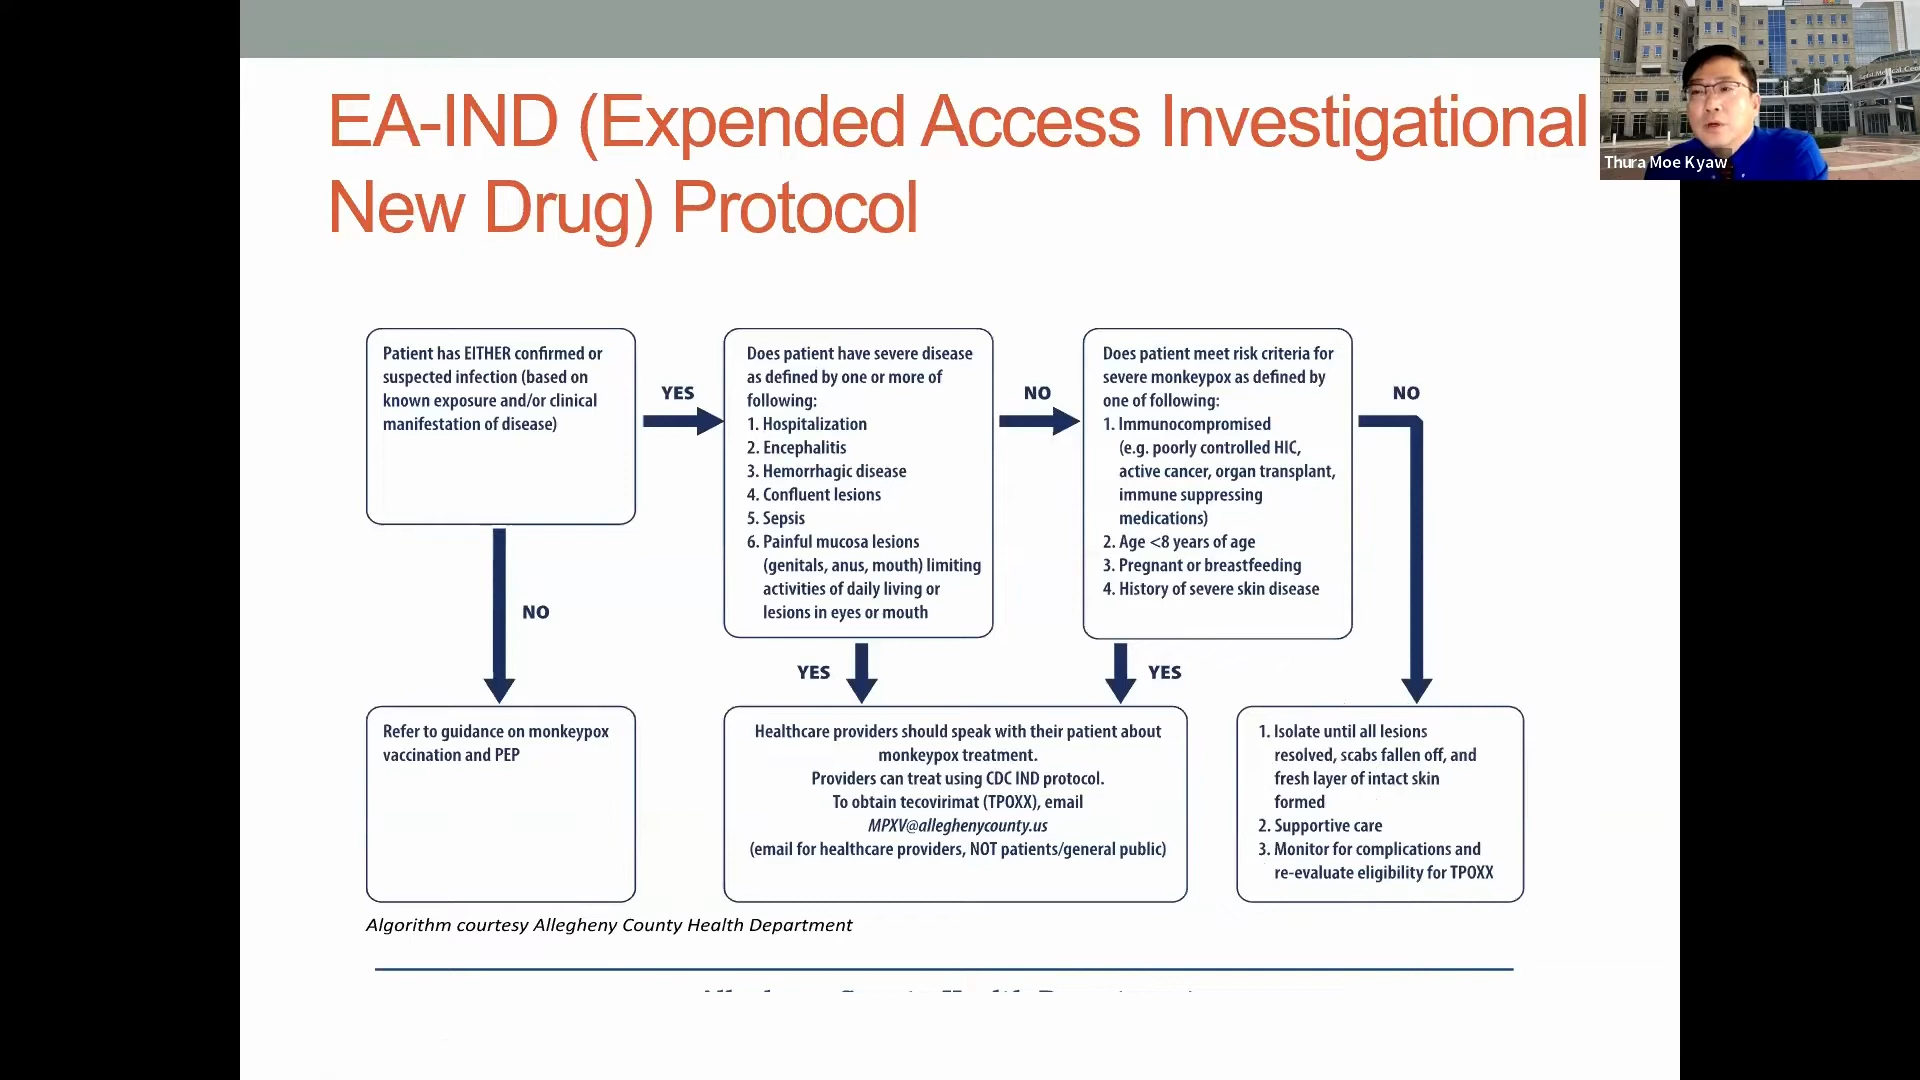 EA-IND (Expended Access Investigational
New Drug) Protocol
Thura Moe Kyaw
Patient has EITHER confirmed or
suspected infection (based on
known exposure and/or clinical
manifestation of disease)
YES
Does patient have severe disease
as defined by one or more of
following:
1. Hospitalization
2. Encephalitis
3. Hemorrhagic disease
4. Confluent lesions
5. Sepsis
6. Painful mucosa lesions
(genitals, anus, mouth) limiting
activities of daily living or
lesions in eyes or mouth
NO
Does patient meet risk criteria for
severe monkeypox as defined by
one of following:
1. Immunocompromised
(e.g. poorly controlled HIC,
active cancer, organ transplant,
immune suppressing
medications)
2. Age <8 years of age
3. Pregnant or breastfeeding
4. History of severe skin disease
NO
NO
YES
YES
Refer to guidance on monkeypox
vaccination and PEP
Healthcare providers should speak with their patient about
monkeypox treatment.
Providers can treat using CDC IND protocol.
To obtain tecovirimat (TPOXX), email
MPXV@alleghenycounty.us
(email for healthcare providers, NOT patients/general public)
1. Isolate until all lesions
resolved, scabs fallen off, and
fresh layer of intact skin
formed
2. Supportive care
3. Monitor for complications and
re-evaluate eligibility for TPOXX
Algorithm courtesy Allegheny County Health Department